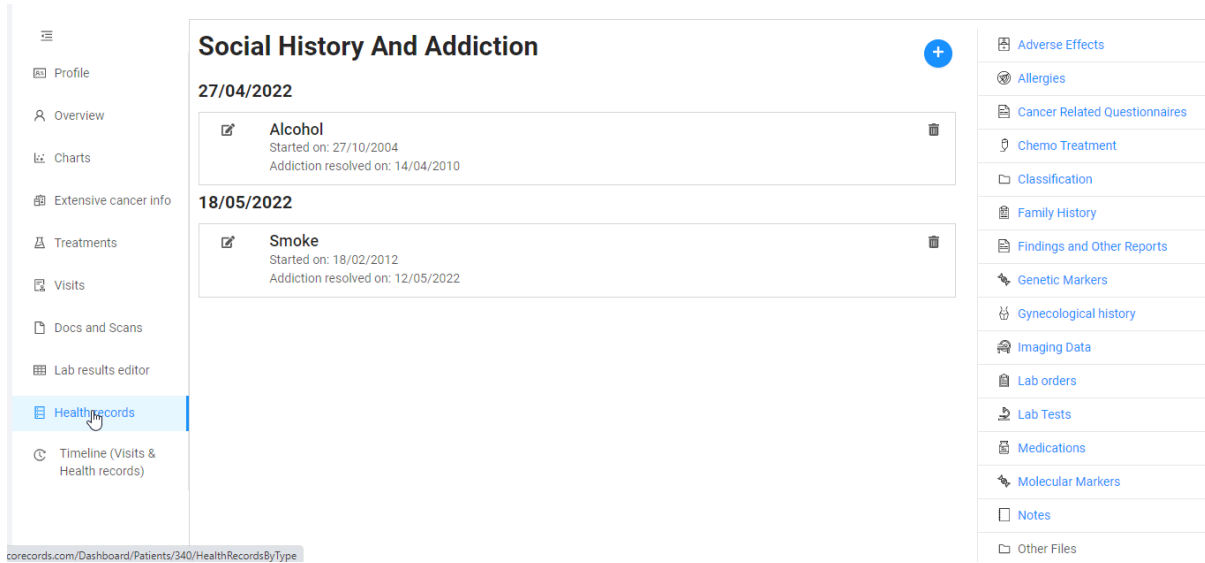 Profile
Overview
Charts
Extensive cancer info
Treatments
Visits
Docs and Scans
Lab results editor
Health records
Timeline (Visits &
Health records)
Social History And Addiction
27/04/2022
Alcohol
Started on: 27/10/2004
Addiction resolved on: 14/04/2010
18/05/2022
Smoke
Started on: 18/02/2012
Addiction resolved on: 12/05/2022
Adverse Effects
Allergies
Cancer Related Questionnaires
Chemo Treatment
Classification
Family History
Findings and Other Reports
Genetic Markers
Gynecological history
Imaging Data
Lab orders
Lab Tests
Medications
Molecular Markers
Notes
Other Files
corecords.com/Dashboard/Patients/340/HealthRecordsByType